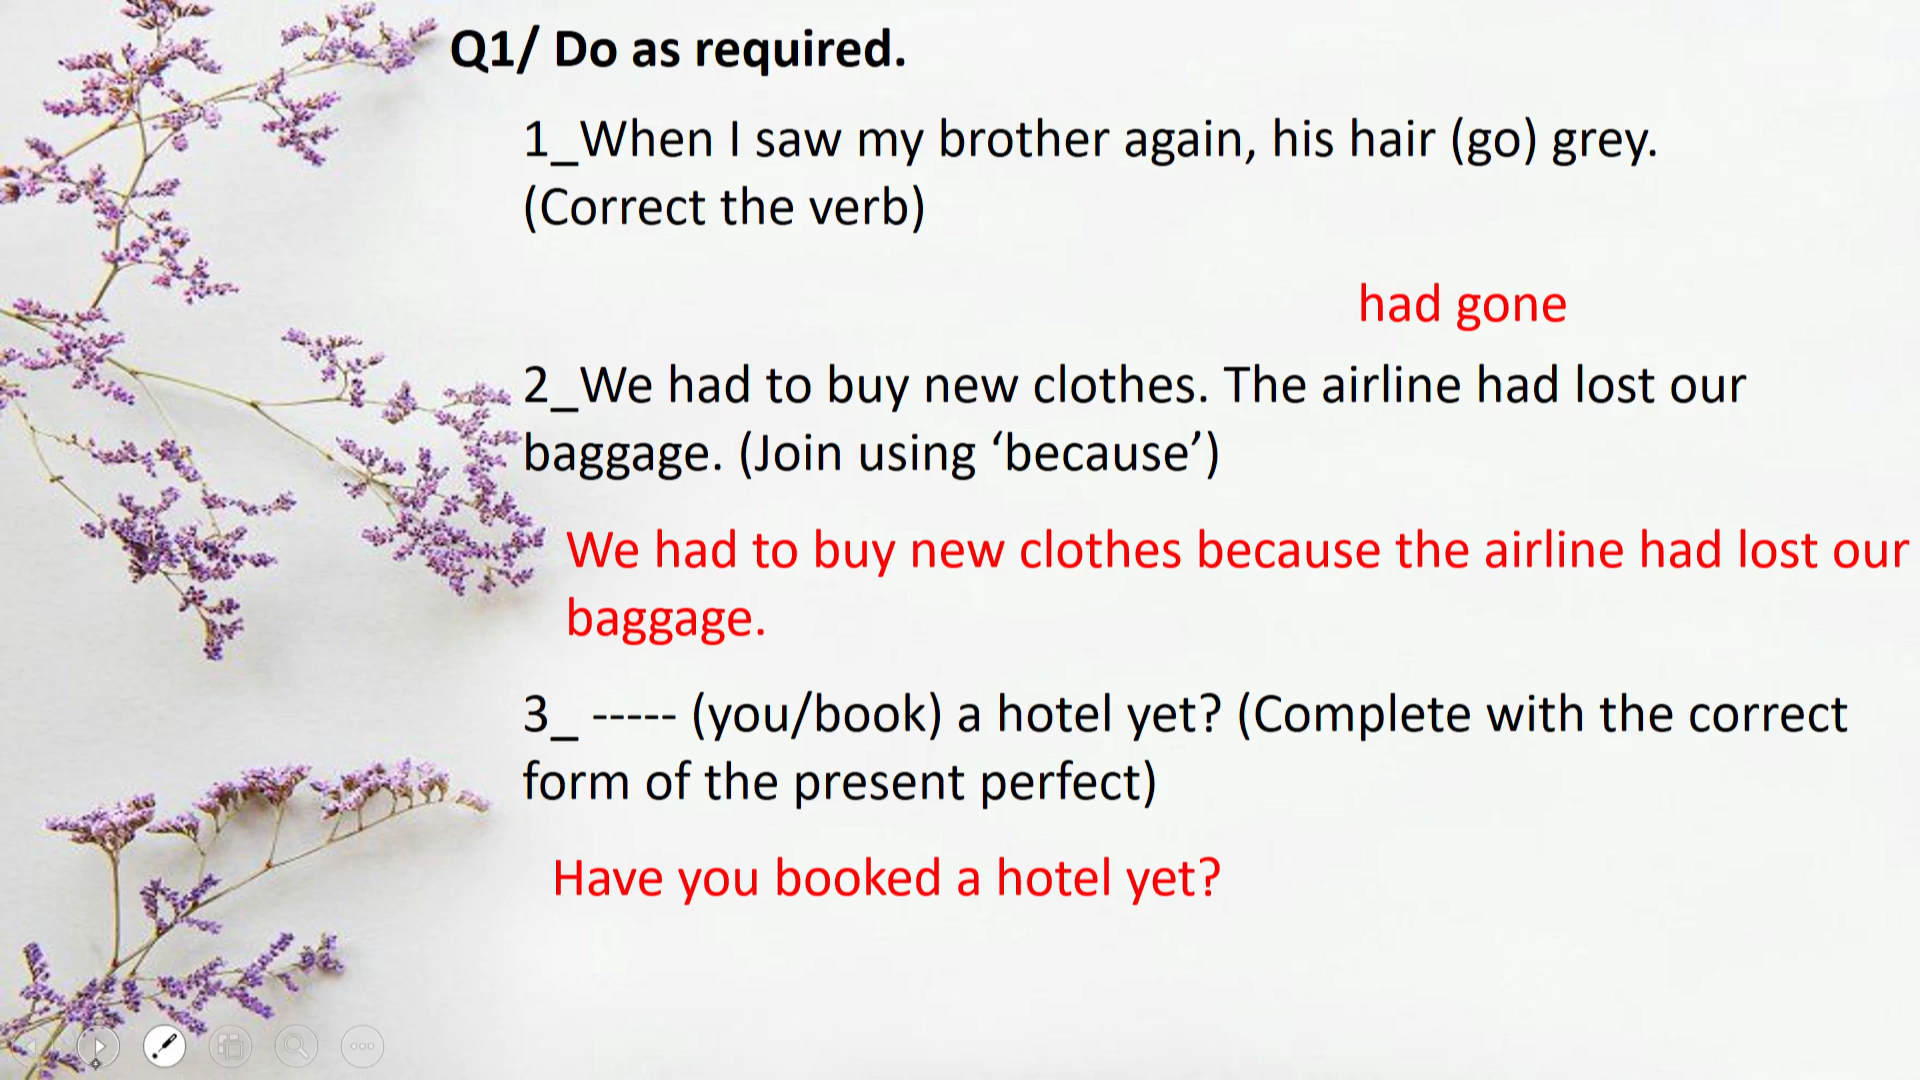 Q1/ Do as required.
1_When I saw my brother again, his hair (go) grey.
(Correct the verb)
had gone
2_We had to buy new clothes. The airline had lost our
baggage. (Join using ‘because’)
We had to buy new clothes because the airline had lost our
baggage.
3_ ----- (you/book) a hotel yet? (Complete with the correct
form of the present perfect)
Have you booked a hotel yet?